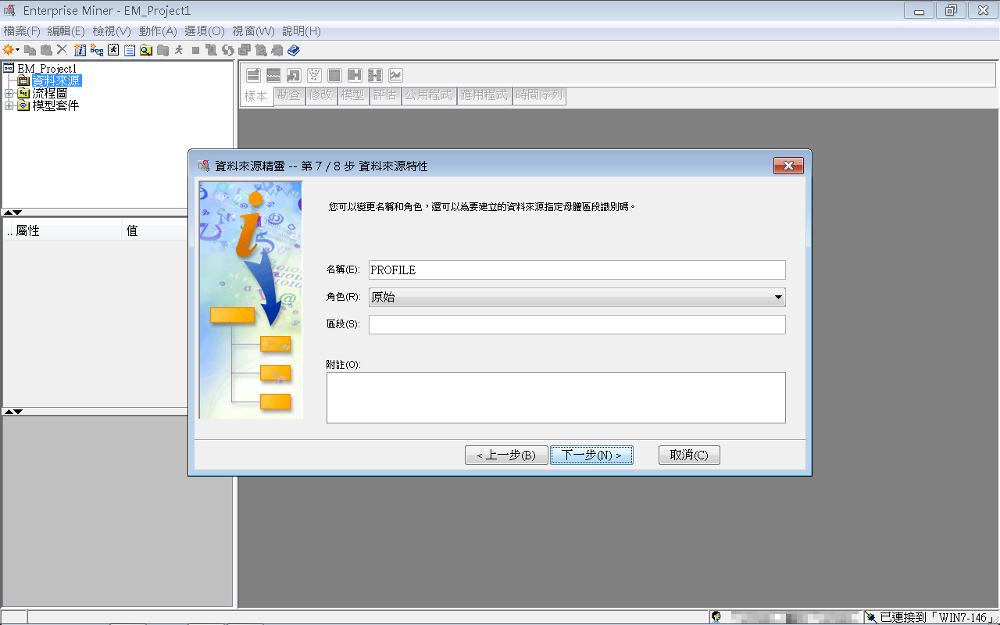 Enterprise Miner - EM_Project1
檔案(F) 編輯(E) 檢視(V) 動作(A) 選項(O) 視窗(W) 說明(H)
EM_Project1
資料來源
流程圖
模型套件
樣本 勘查 修改 模型 評估 公用程式 應用程式 時間序列
.. 屬性 值
資料來源精靈 -- 第 7 / 8 步 資料來源特性
您可以變更名稱和角色，還可以為要建立的資料來源指定母體區段識別碼。
名稱(E): PROFILE
角色(R): 原始
區段(S):
附註(O):
< 上一步(B) 下一步(N) > 取消(C)
已連接到「WIN7-146」